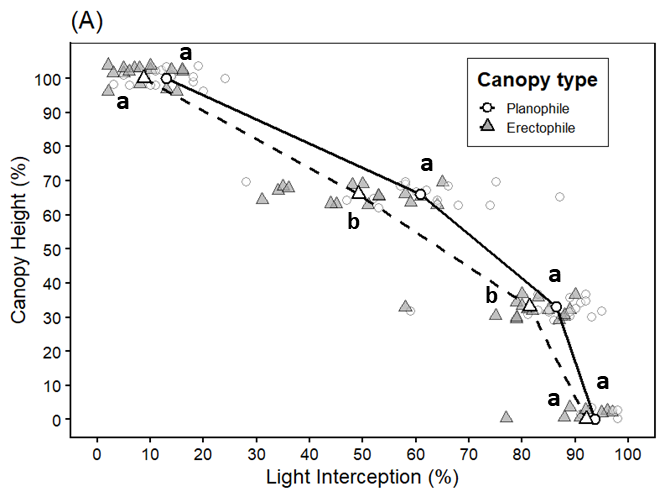 (A)
a
a
Canopy type
Planophile
Erectophile
a
b
a
b
a
a
Canopy Height (%)
100
90
80
70
60
50
40
30
20
10
0
0 10 20 30 40 50 60 70 80 90 100
Light Interception (%)